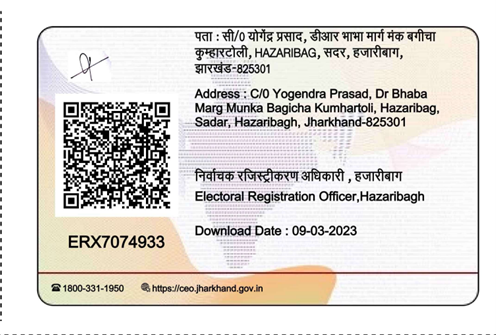 पता : सी/0 योगेंद्र प्रसाद, डीआर भाभा मार्ग मंक बगीचा
कुम्हारटोली, HAZARIBAG, सदर, हजारीबाग,
झारखंड-825301
Address : C/0 Yogendra Prasad, Dr Bhaba
Marg Munka Bagicha Kumhartoli, Hazaribag,
Sadar, Hazaribagh, Jharkhand-825301
निर्वाचक रजिस्ट्रीकरण अधिकारी , हजारीबाग
Electoral Registration Officer,Hazaribagh
ERX7074933
Download Date : 09-03-2023
1800-331-1950 https://ceo.jharkhand.gov.in